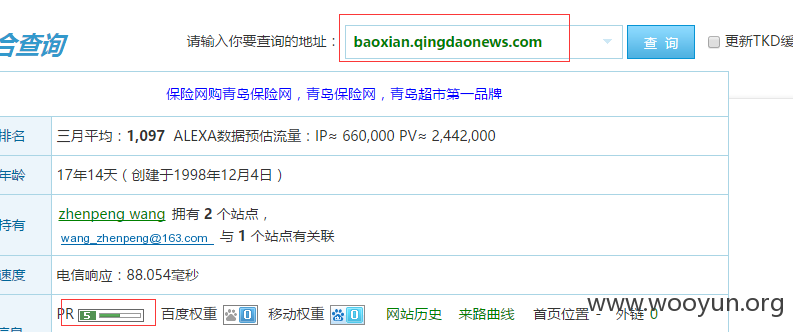 合查询 请输入你要查询的地址： baoxian.qingdaonews.com 查 询 更新TKD缓
保险网购青岛保险网，青岛保险网，青岛超市第一品牌
排名 三月平均：1,097 ALEXA数据预估流量：IP≈ 660,000 PV≈ 2,442,000
年龄 17年14天（创建于1998年12月4日）
持有 zhenpeng wang 拥有 2 个站点，
wang_zhenpeng@163.com 与 1 个站点有关联
速度 电信响应：88.054毫秒
PR 5 百度权重 0 移动权重 0 网站历史 来路曲线 首页位置 - 外链 0
www.wooyun.org